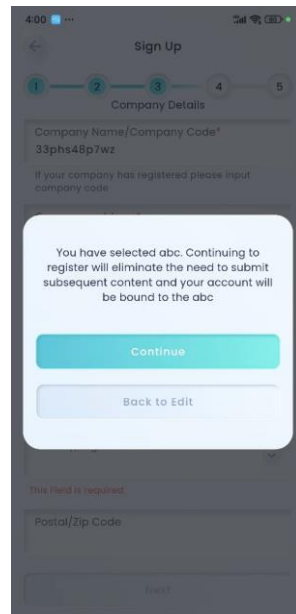 4:00
Sign Up
1 2 3 4 5
Company Details
Company Name/Company Code*
33phs48p7wz
If your company has registered please input
company code
You have selected abc. Continuing to
register will eliminate the need to submit
subsequent content and your account will
be bound to the abc
Continue
Back to Edit
This field is required.
Postal/Zip Code
Next